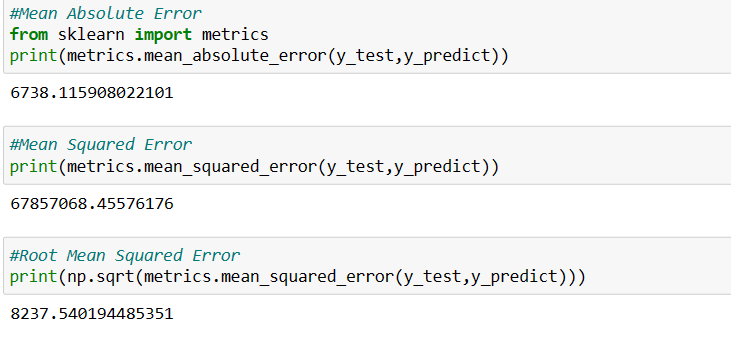 #Mean Absolute Error
from sklearn import metrics
print(metrics.mean_absolute_error(y_test,y_predict))
6738.115908022101
#Mean Squared Error
print(metrics.mean_squared_error(y_test,y_predict))
67857068.45576176
#Root Mean Squared Error
print(np.sqrt(metrics.mean_squared_error(y_test,y_predict)))
8237.540194485351